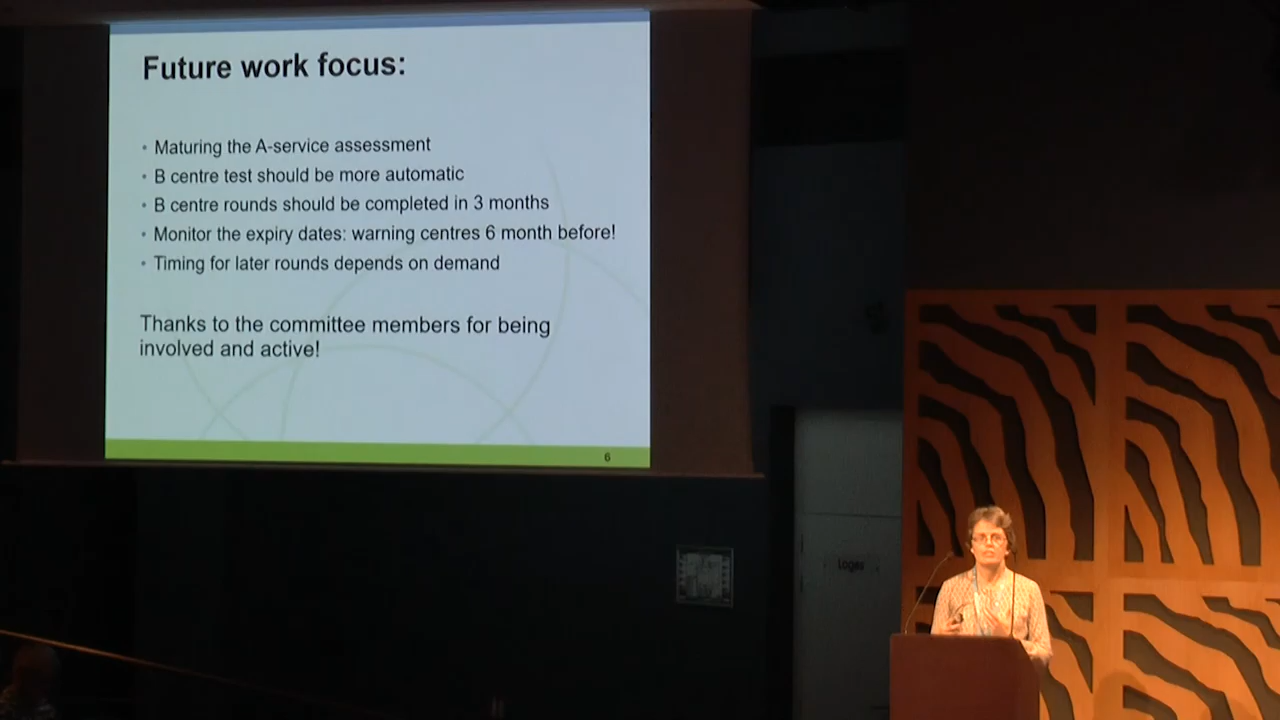 Future work focus:
• Maturing the A-service assessment
• B centre test should be more automatic
• B centre rounds should be completed in 3 months
• Monitor the expiry dates: warning centres 6 month before!
• Timing for later rounds depends on demand
Thanks to the committee members for being
involved and active!
6
Loges